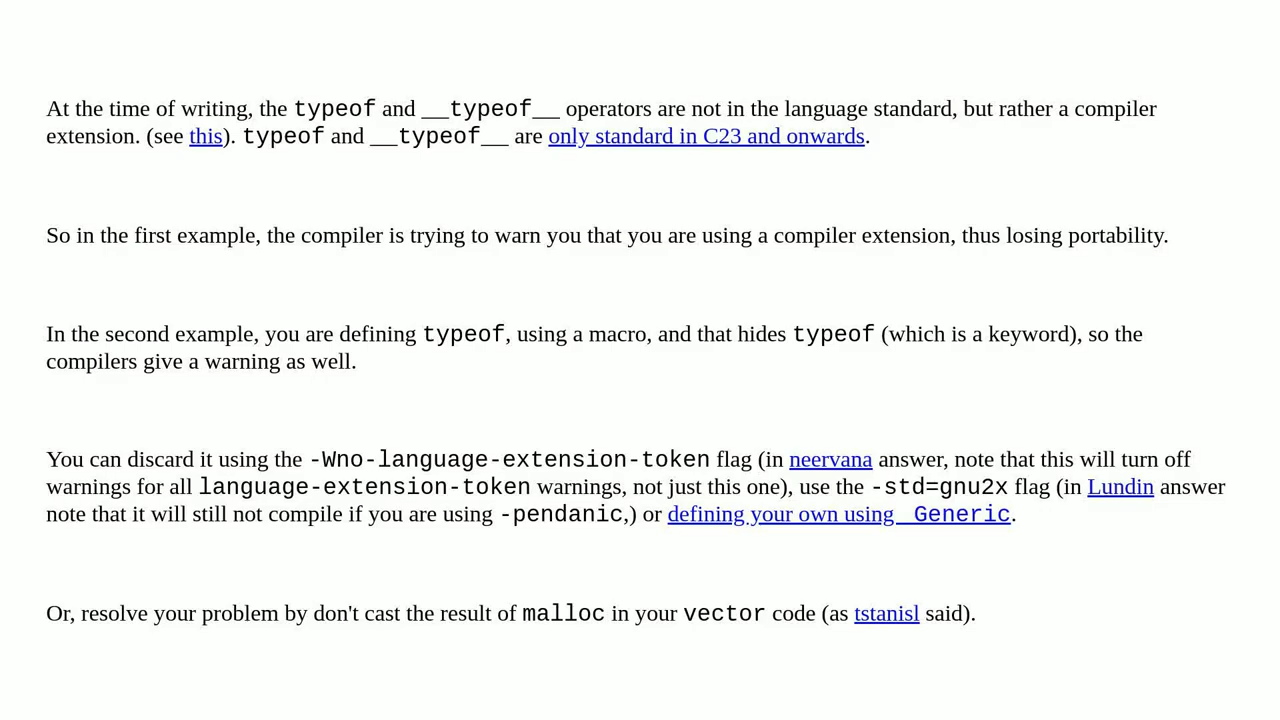 At the time of writing, the typeof and __typeof__ operators are not in the language standard, but rather a compiler
extension. (see this). typeof and __typeof__ are only standard in C23 and onwards.
So in the first example, the compiler is trying to warn you that you are using a compiler extension, thus losing portability.
In the second example, you are defining typeof, using a macro, and that hides typeof (which is a keyword), so the
compilers give a warning as well.
You can discard it using the -Wno-language-extension-token flag (in neervana answer, note that this will turn off
warnings for all language-extension-token warnings, not just this one), use the -std=gnu2x flag (in Lundin answer
note that it will still not compile if you are using -pendanic,) or defining your own using _Generic.
Or, resolve your problem by don't cast the result of malloc in your vector code (as tstanisl said).